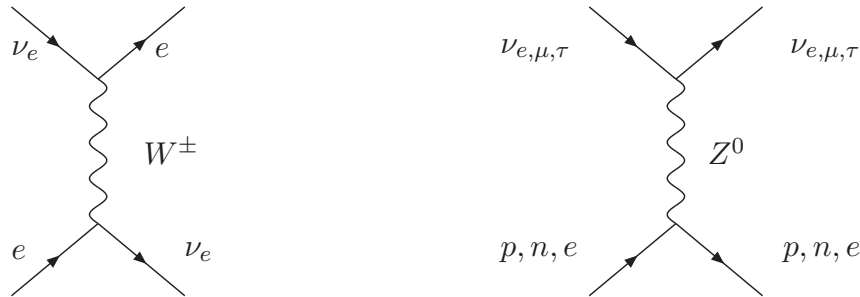 ν_e e ν_{e,μ,τ} ν_{e,μ,τ}
W^± Z^0
e ν_e p, n, e p, n, e